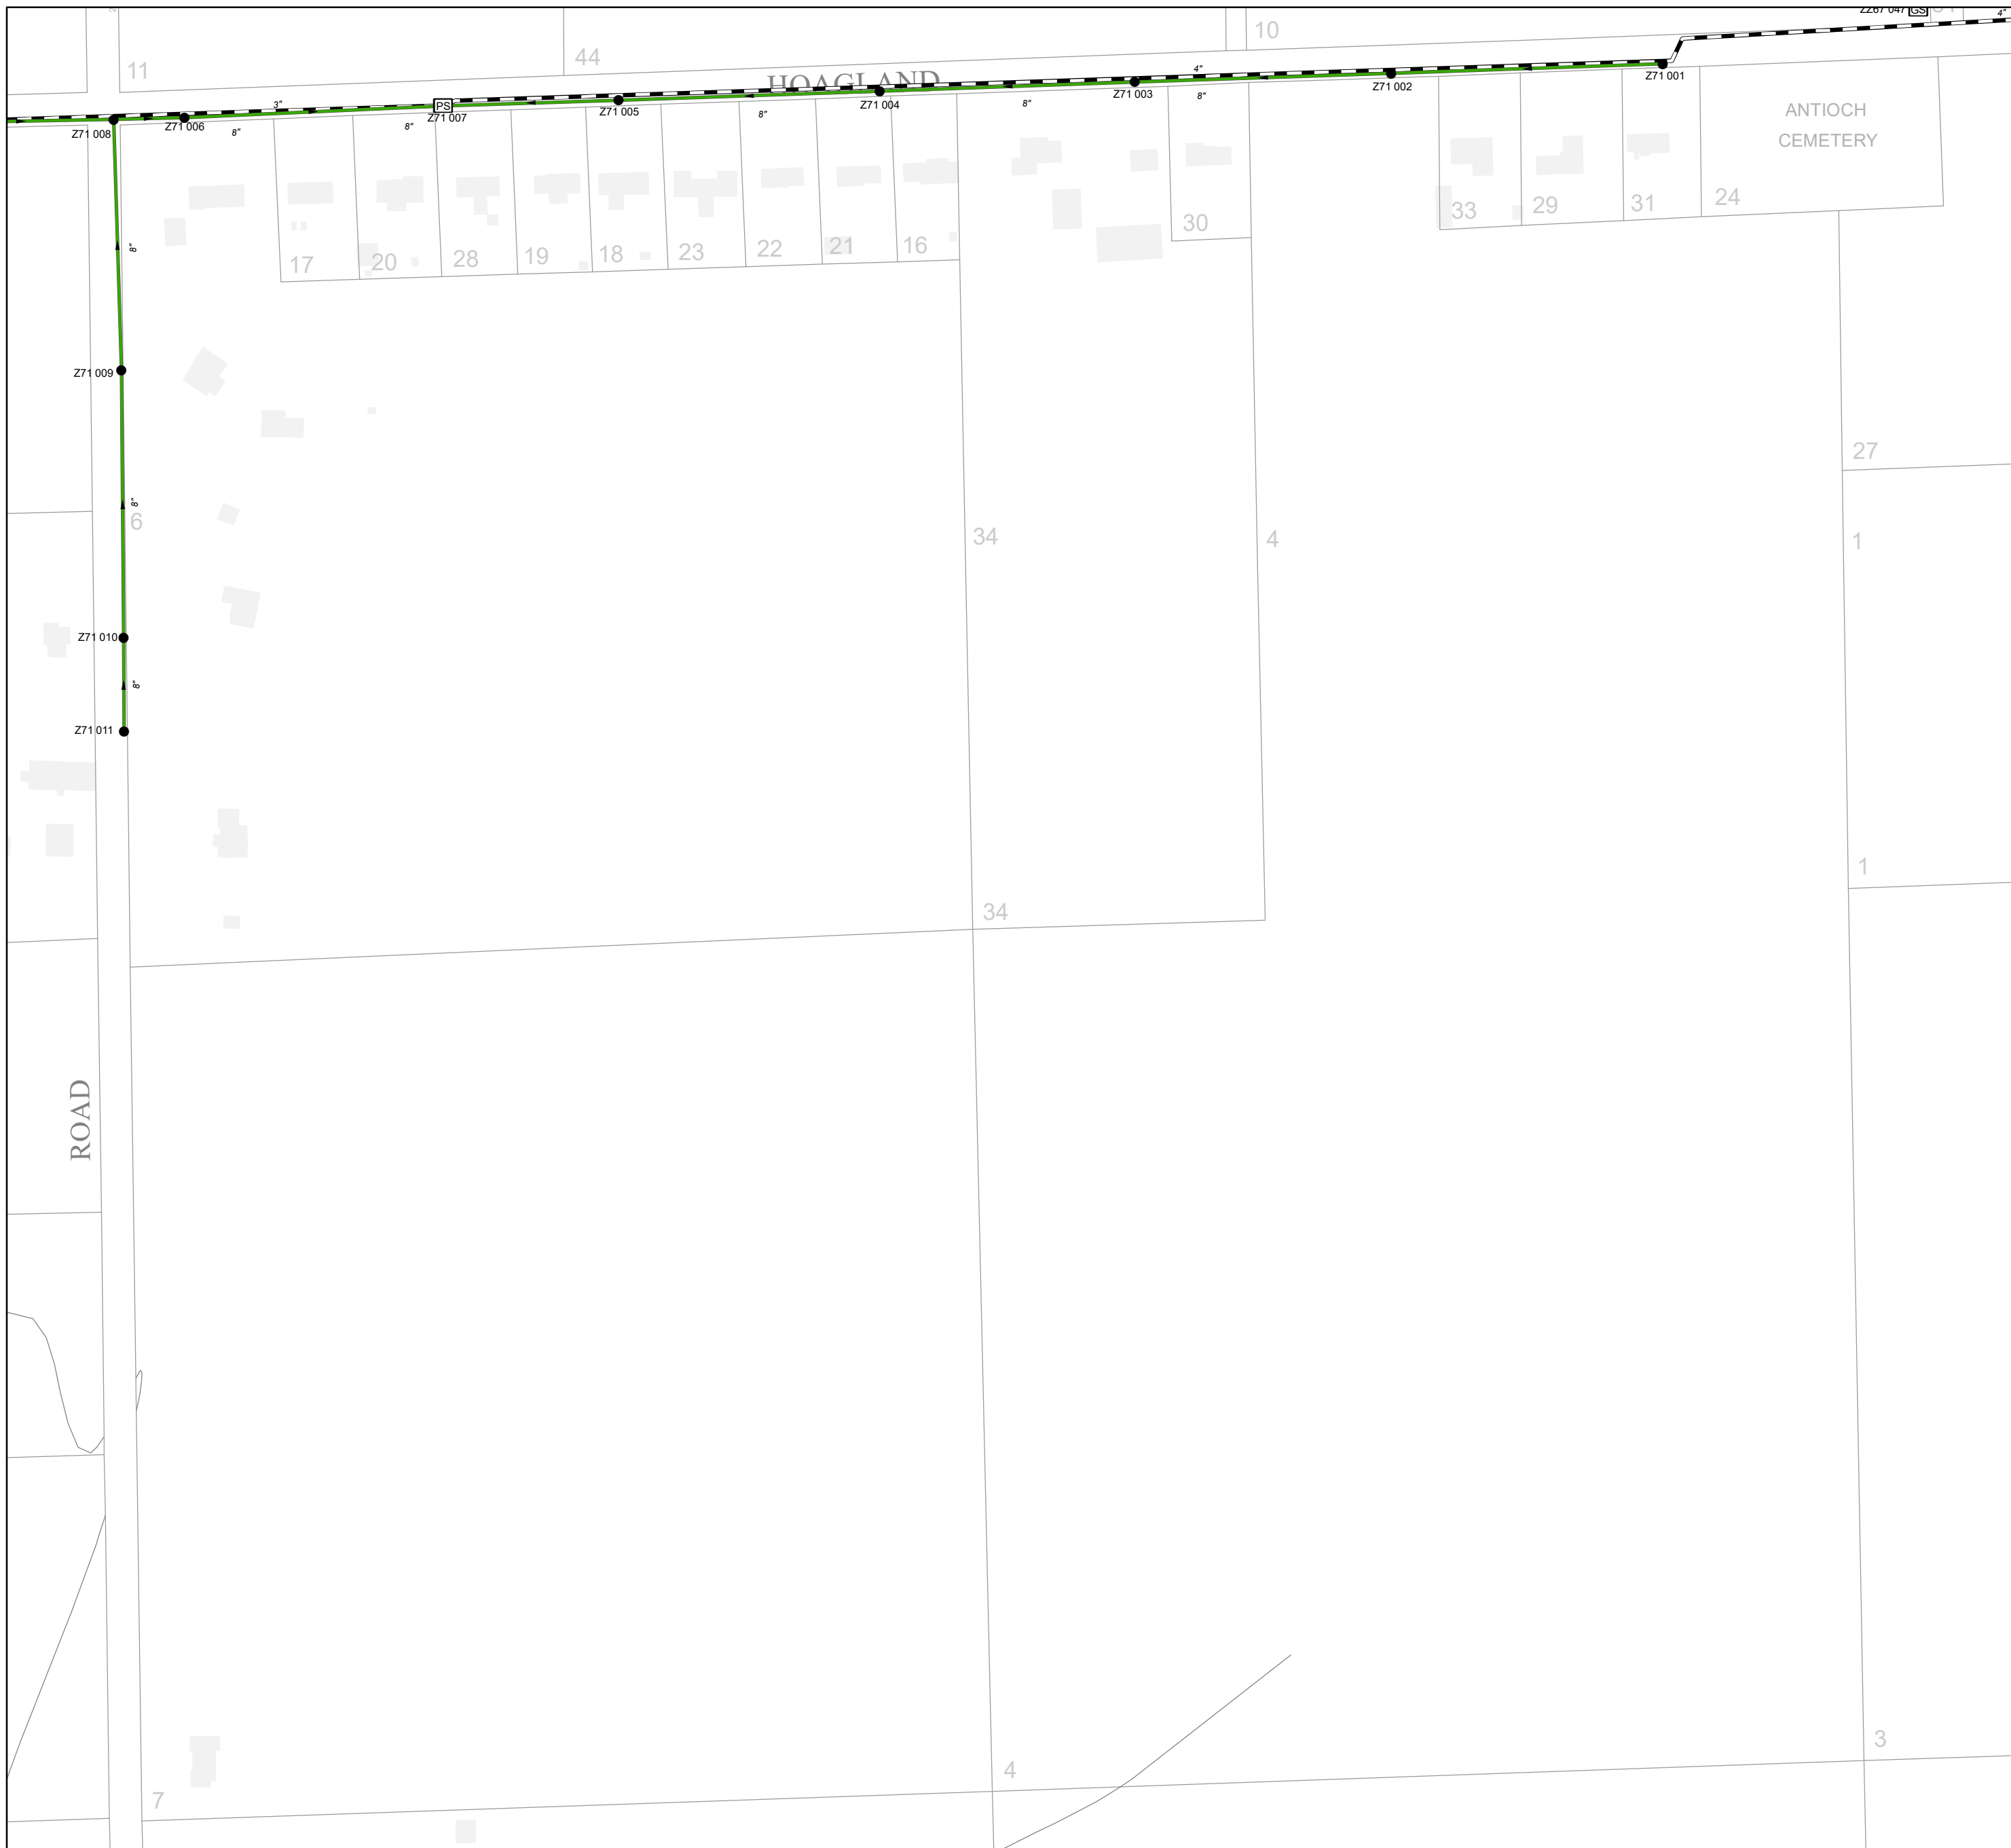 ZZ67 047 GS
4"
10
44
11
HOAGLAND
4"
Z71 001
Z71 002
8"
Z71 003
8"
Z71 004
8"
Z71 005
3"
PS
Z71 007
8"
Z71 006
8"
Z71 008
ANTIOCH
CEMETERY
24
31
29
33
30
16
21
22
23
18
19
28
20
17
8"
Z71 009
27
8"
6
34
4
1
Z71 010
8"
Z71 011
1
34
ROAD
3
4
7